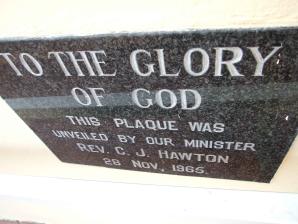 TO THE GLORY
OF GOD
THIS PLAQUE WAS
UNVEILED BY OUR MINISTER
REV. C. J. HAWTON
28 NOV, 1965.